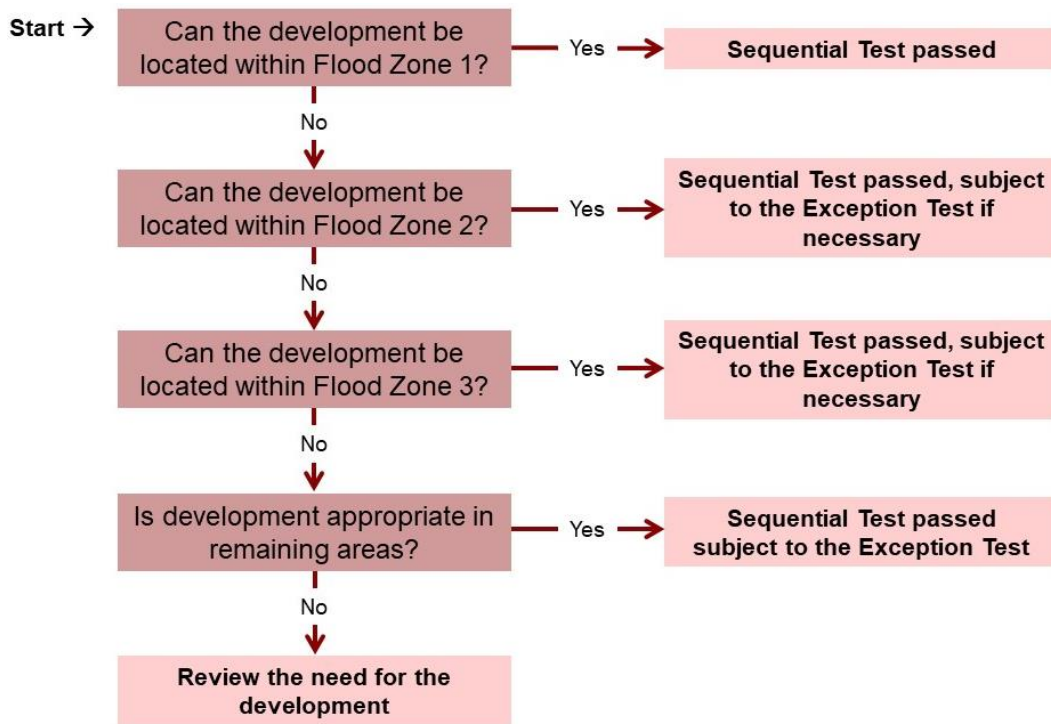 Start →
Can the development be
located within Flood Zone 1?
Yes
Sequential Test passed
No
Can the development be
located within Flood Zone 2?
Yes
Sequential Test passed, subject
to the Exception Test if
necessary
No
Can the development be
located within Flood Zone 3?
Yes
Sequential Test passed, subject
to the Exception Test if
necessary
No
Is development appropriate in
remaining areas?
Yes
Sequential Test passed
subject to the Exception Test
No
Review the need for the
development